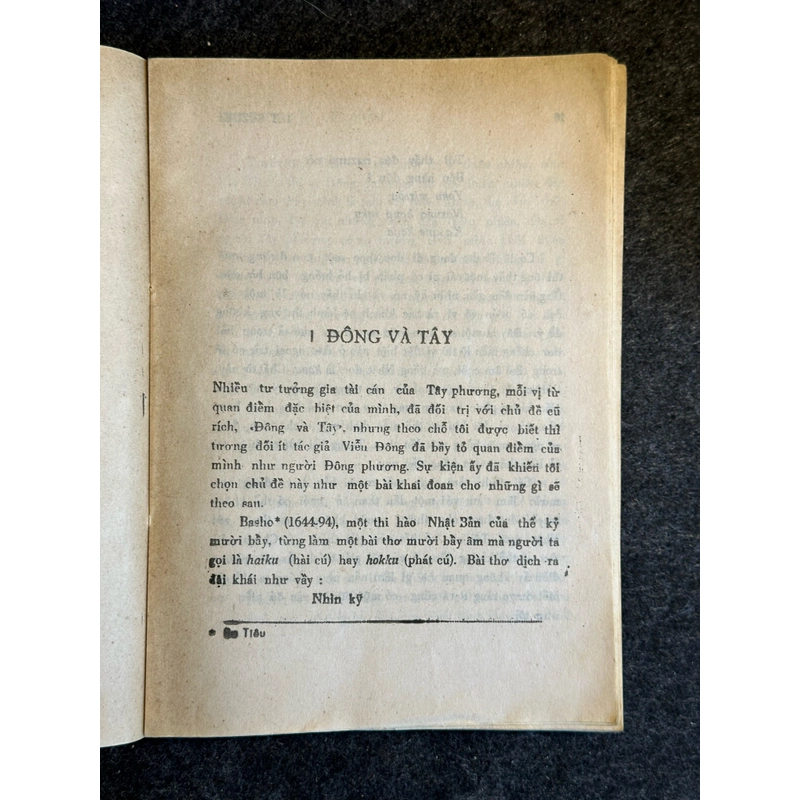 I ĐÔNG VÀ TÂY
Nhiều tư tưởng gia tài cán của Tây phương, mỗi vị từ
quan điểm đặc biệt của mình, đã đối trị với chủ đề cũ
rích, «Đông và Tây», nhưng theo chỗ tôi được biết thì
tương đối ít tác giả Viễn Đông đã bầy tỏ quan điểm của
mình như người Đông phương. Sự kiện ấy đã khiến tôi
chọn chủ đề này như một bài khai đoan cho những gì sẽ
theo sau.
Basho* (1644-94), một thi hào Nhật Bản của thế kỷ
mười bẩy, từng làm một bài thơ mười bẩy âm mà người ta
gọi là haiku (hài cú) hay hokku (phát cú). Bài thơ dịch ra
đại khái như vầy :
Nhìn kỹ
* Tiêu